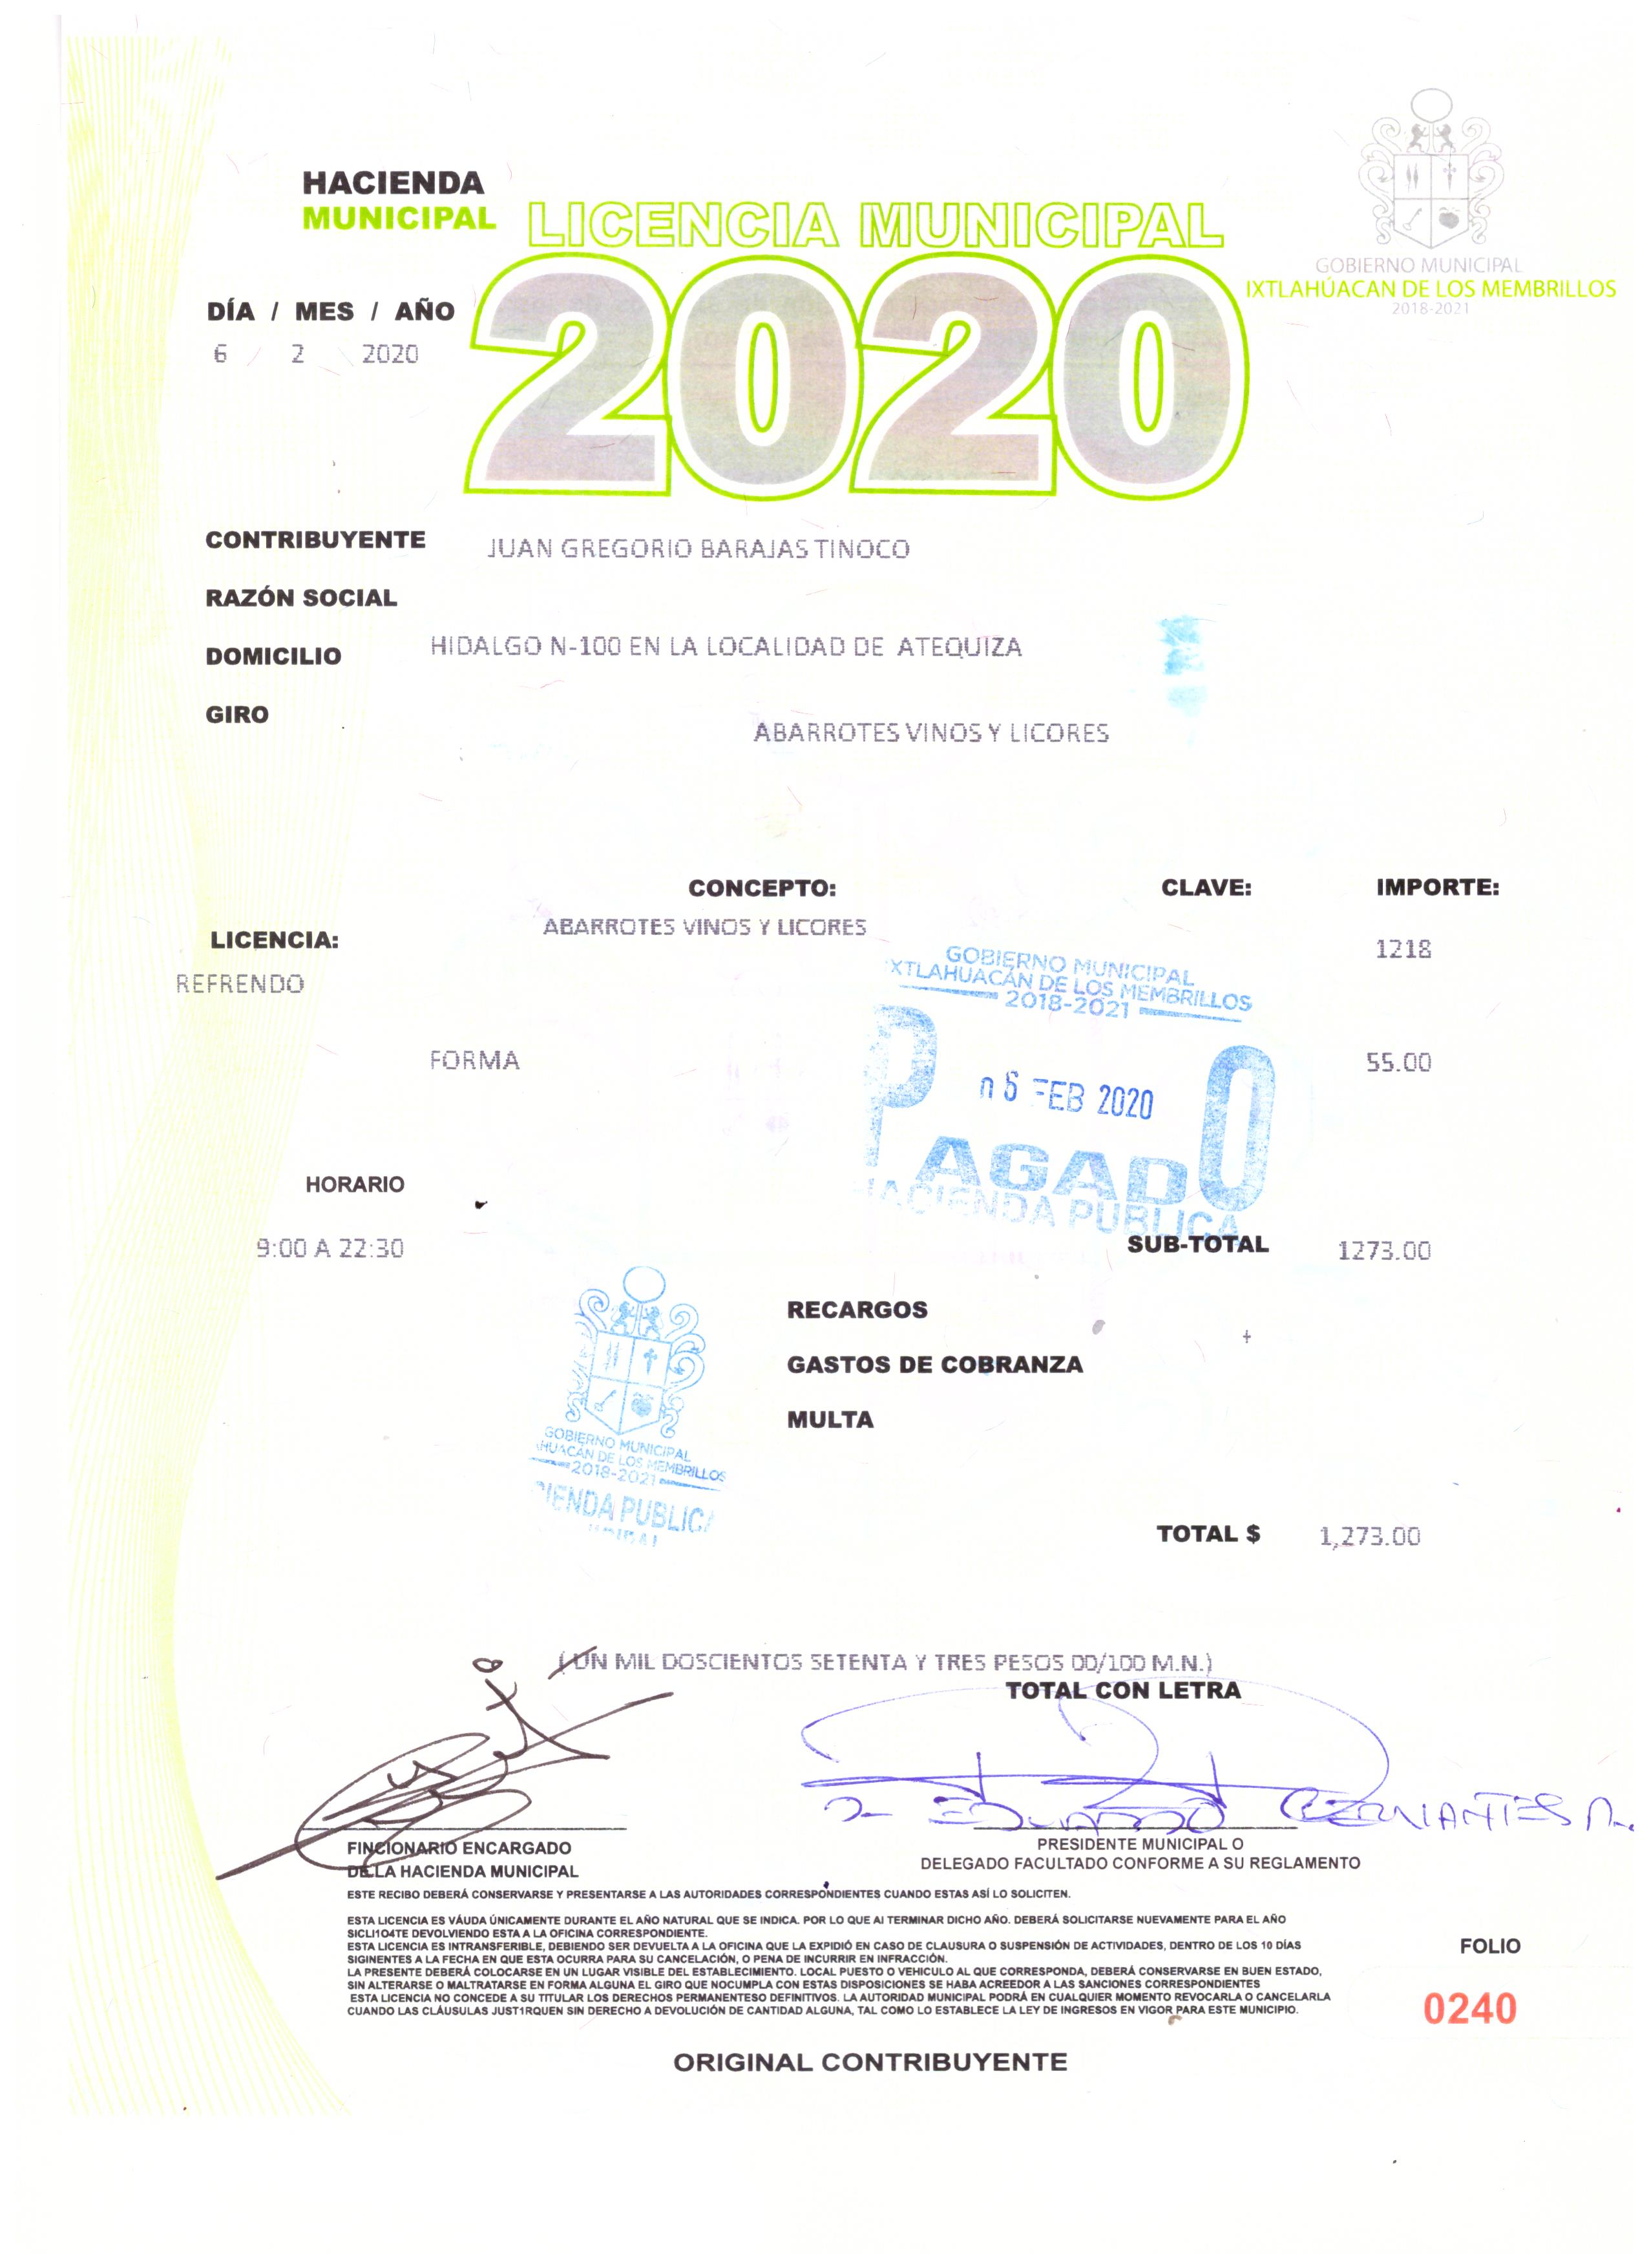 HACIENDA
MUNICIPAL
LICENCIA MUNICIPAL
2020
GOBIERNO MUNICIPAL
IXTLAHUACAN DE LOS MEMBRILLOS
2018-2021
DÍA / MES / AÑO
6 / 2 \ 2020
CONTRIBUYENTE JUAN GREGORIO BARAJAS TINOCO
RAZÓN SOCIAL
DOMICILIO HIDALGO N-100 EN LA LOCALIDAD DE ATEQUIZA
GIRO
ABARROTES VINOS Y LICORES
CONCEPTO: CLAVE: IMPORTE:
ABARROTES VINOS Y LICORES
LICENCIA: 1218
REFRENDO
GOBIERNO MUNICIPAL
XTLAHUACÁN DE LOS MEMBRILLOS
2018-2021
FORMA 55.00
06 FEB 2020
PAGADO
HACIENDA PUBLICA
HORARIO
9:00 A 22:30
SUB-TOTAL 1273.00
RECARGOS
GASTOS DE COBRANZA
MULTA
GOBIERNO MUNICIPAL
AHUACÁN DE LOS MEMBRILLOS
2018-2021
CIENDA PUBLICA
TOTAL $ 1,273.00
(UN MIL DOSCIENTOS SETENTA Y TRES PESOS 00/100 M.N.)
TOTAL CON LETRA
EDUARDO CERVANTES
FINCIONARIO ENCARGADO
DE LA HACIENDA MUNICIPAL
PRESIDENTE MUNICIPAL O
DELEGADO FACULTADO CONFORME A SU REGLAMENTO
ESTE RECIBO DEBERÁ CONSERVARSE Y PRESENTARSE A LAS AUTORIDADES CORRESPONDIENTES CUANDO ESTAS ASÍ LO SOLICITEN.
ESTA LICENCIA ES VÁUDA ÚNICAMENTE DURANTE EL AÑO NATURAL QUE SE INDICA. POR LO QUE AI TERMINAR DICHO AÑO. DEBERÁ SOLICITARSE NUEVAMENTE PARA EL AÑO
SICLI1O4TE DEVOLVIENDO ESTA A LA OFICINA CORRESPONDIENTE.
ESTA LICENCIA ES INTRANSFERIBLE, DEBIENDO SER DEVUELTA A LA OFICINA QUE LA EXPIDIÓ EN CASO DE CLAUSURA O SUSPENSIÓN DE ACTIVIDADES, DENTRO DE LOS 10 DÍAS
SIGINENTES A LA FECHA EN QUE ESTA OCURRA PARA SU CANCELACIÓN, O PENA DE INCURRIR EN INFRACCIÓN.
LA PRESENTE DEBERÁ COLOCARSE EN UN LUGAR VISIBLE DEL ESTABLECIMIENTO. LOCAL PUESTO O VEHICULO AL QUE CORRESPONDA, DEBERÁ CONSERVARSE EN BUEN ESTADO,
SIN ALTERARSE O MALTRATARSE EN FORMA ALGUNA EL GIRO QUE NOCUMPLA CON ESTAS DISPOSICIONES SE HABA ACREEDOR A LAS SANCIONES CORRESPONDIENTES
ESTA LICENCIA NO CONCEDE A SU TITULAR LOS DERECHOS PERMANENTESO DEFINITIVOS. LA AUTORIDAD MUNICIPAL PODRÁ EN CUALQUIER MOMENTO REVOCARLA O CANCELARLA
CUANDO LAS CLÁUSULAS JUST1RQUEN SIN DERECHO A DEVOLUCIÓN DE CANTIDAD ALGUNA, TAL COMO LO ESTABLECE LA LEY DE INGRESOS EN VIGOR PARA ESTE MUNICIPIO.
FOLIO
0240
ORIGINAL CONTRIBUYENTE